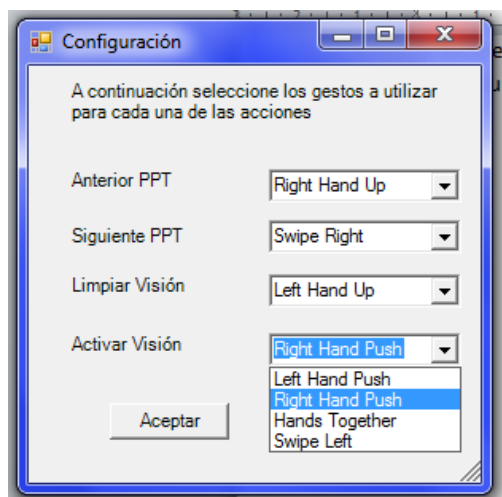 Configuración
A continuación seleccione los gestos a utilizar
para cada una de las acciones
Anterior PPT
Right Hand Up
Siguiente PPT
Swipe Right
Limpiar Visión
Left Hand Up
Activar Visión
Right Hand Push
Left Hand Push
Right Hand Push
Hands Together
Swipe Left
Aceptar